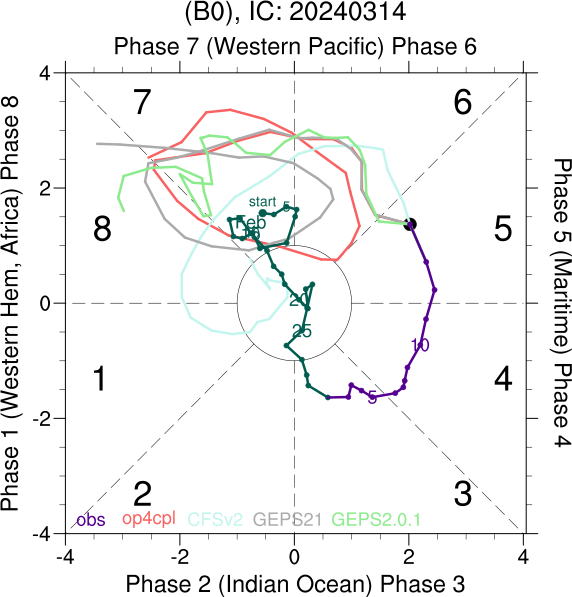 (B0), IC: 20240314
Phase 7 (Western Pacific) Phase 6
Phase 1 (Western Hem, Africa) Phase 8
Phase 5 (Maritime) Phase 4
4
2
0
-2
-4
7
6
8
5
1
4
2
3
start
5
Feb
20
25
5
10
obs
op4cpl
CFSv2
GEPS21
GEPS2.0.1
-4
-2
0
2
4
Phase 2 (Indian Ocean) Phase 3